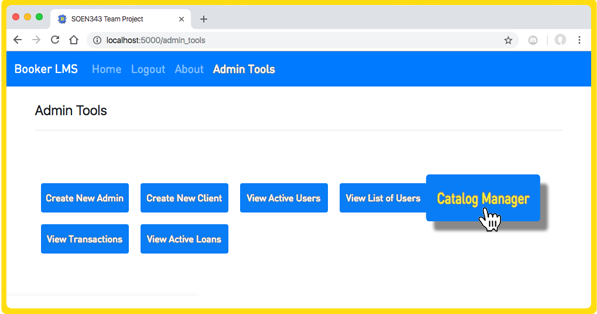 SOEN343 Team Project
localhost:5000/admin_tools
Booker LMS Home Logout About Admin Tools
Admin Tools
Create New Admin Create New Client View Active Users View List of Users Catalog Manager
View Transactions View Active Loans